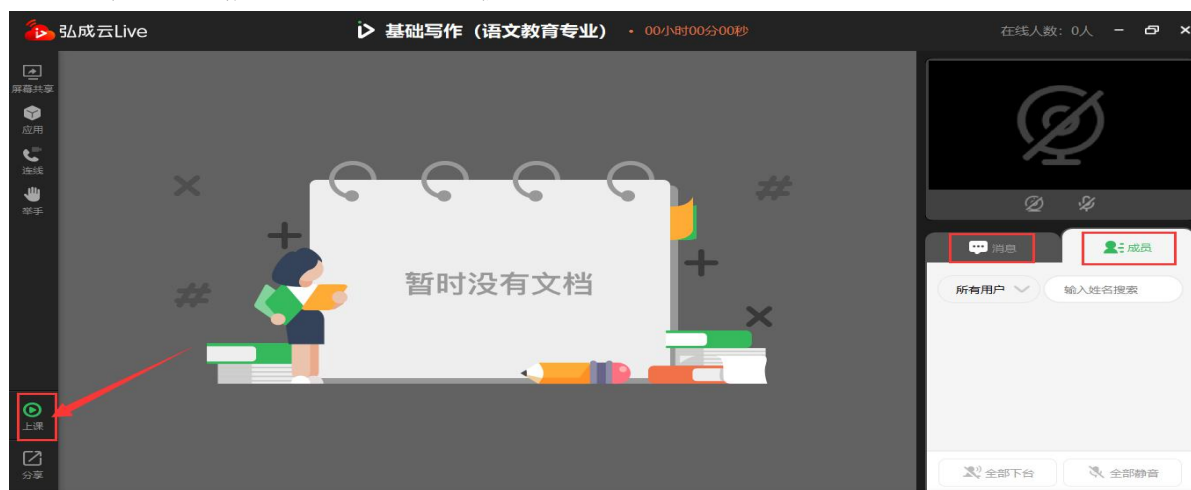 弘成云Live
基础写作（语文教育专业） • 00小时00分00秒
在线人数：0人
屏幕共享
应用
连线
举手
上课
分享
暂时没有文档
消息
成员
所有用户
输入姓名搜索
全部下台
全部静音